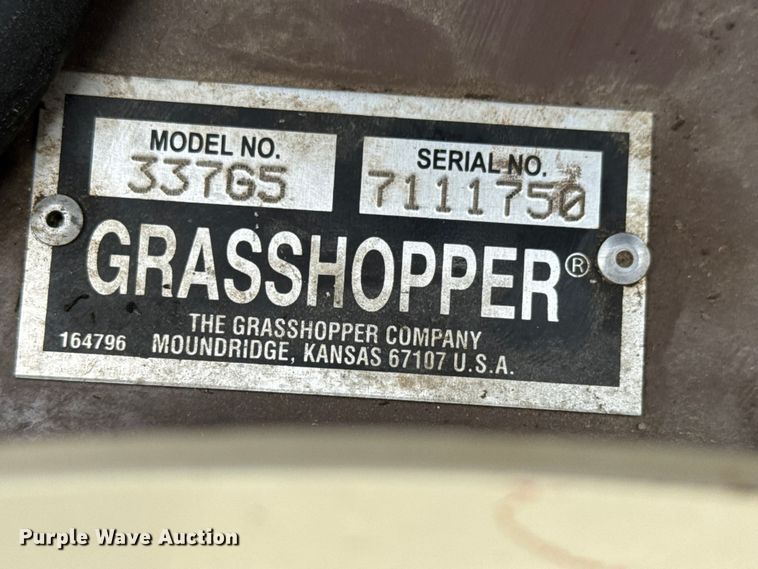 MODEL NO.
337G5
SERIAL NO.
7111750
GRASSHOPPER®
THE GRASSHOPPER COMPANY
164796 MOUNDRIDGE, KANSAS 67107 U.S.A.
Purple Wave Auction